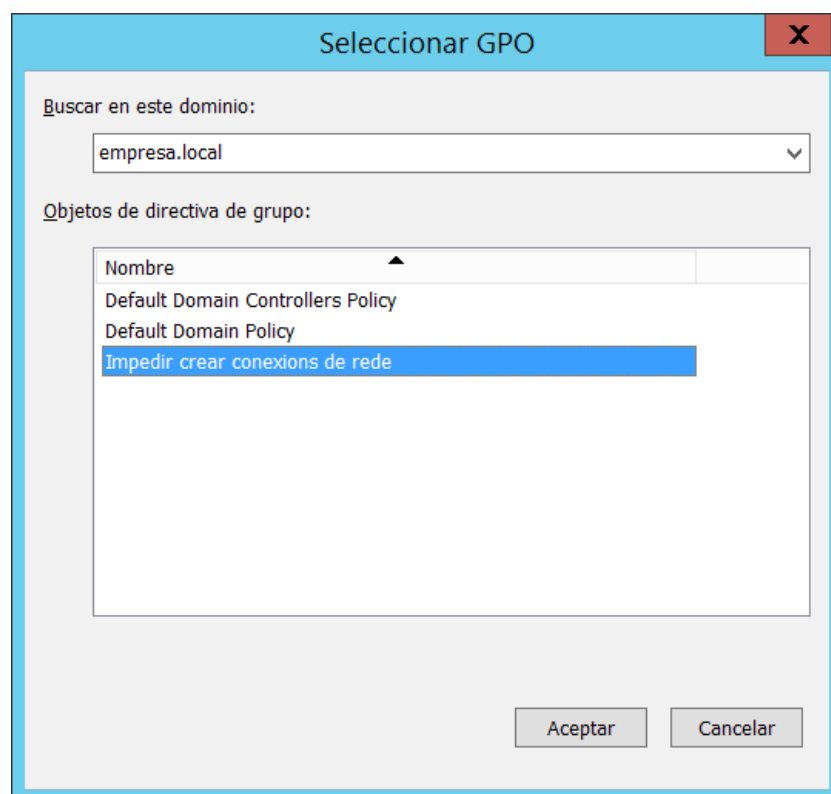 Seleccionar GPO
X
Buscar en este dominio:
empresa.local
Objetos de directiva de grupo:
Nombre
Default Domain Controllers Policy
Default Domain Policy
Impedir crear conexions de rede
Aceptar Cancelar